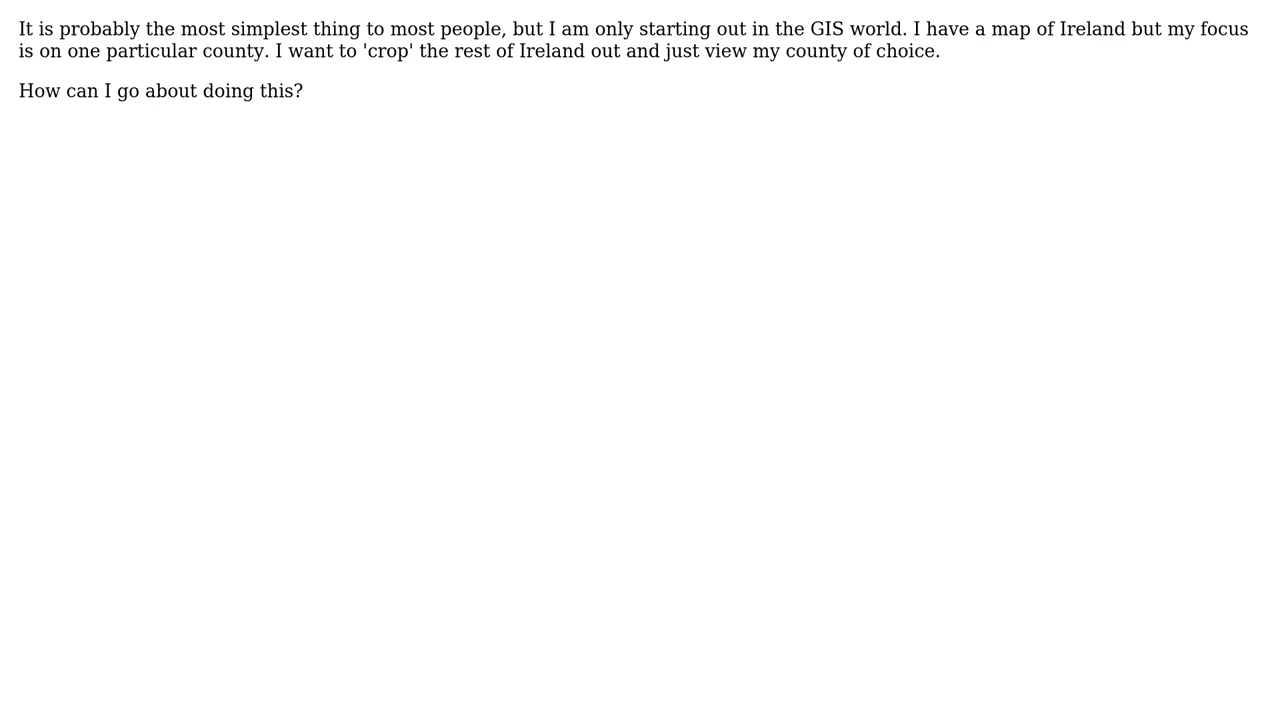 It is probably the most simplest thing to most people, but I am only starting out in the GIS world. I have a map of Ireland but my focus
is on one particular county. I want to 'crop' the rest of Ireland out and just view my county of choice.
How can I go about doing this?